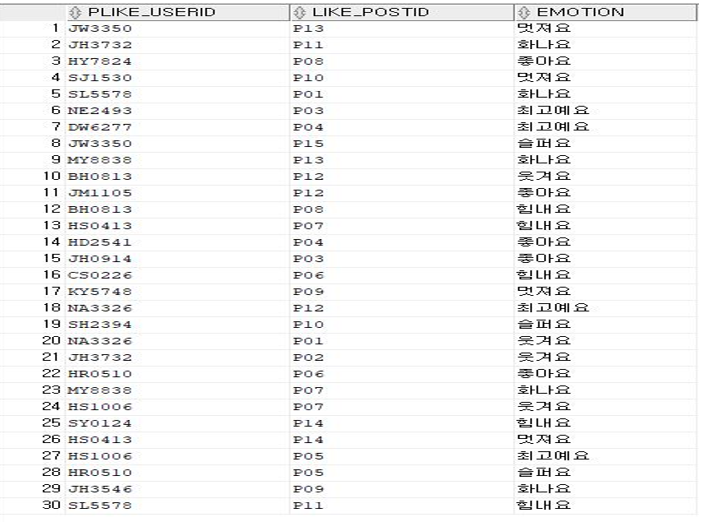 PLIKE_USERID LIKE_POSTID EMOTION
1 JW3350 P13 멋져요
2 JH3732 P11 화나요
3 HY7824 P08 좋아요
4 SJ1530 P10 멋져요
5 SL5578 P01 화나요
6 NE2493 P03 최고예요
7 DW6277 P04 최고예요
8 JW3350 P15 슬퍼요
9 MY8838 P13 화나요
10 BH0813 P12 웃겨요
11 JM1105 P12 좋아요
12 BH0813 P08 힘내요
13 HS0413 P07 힘내요
14 HD2541 P04 좋아요
15 JH0914 P03 좋아요
16 CS0226 P06 힘내요
17 KY5748 P09 멋져요
18 NA3326 P12 최고예요
19 SH2394 P10 슬퍼요
20 NA3326 P01 웃겨요
21 JH3732 P02 웃겨요
22 HR0510 P06 좋아요
23 MY8838 P07 화나요
24 HS1006 P07 웃겨요
25 SY0124 P14 힘내요
26 HS0413 P14 멋져요
27 HS1006 P05 최고예요
28 HR0510 P05 슬퍼요
29 JH3546 P09 화나요
30 SL5578 P11 힘내요